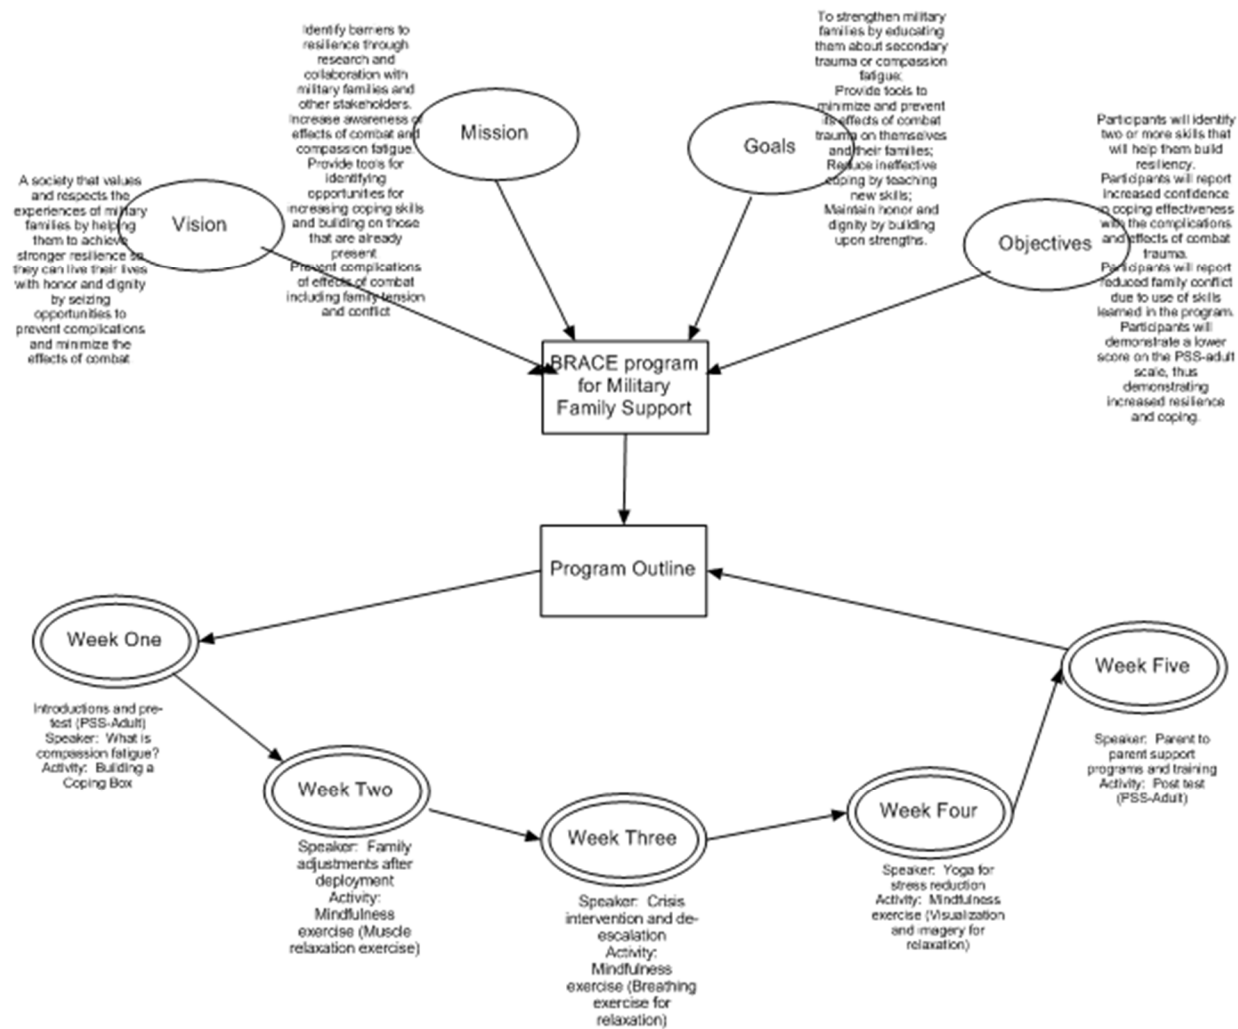 Identify barriers to
resilience through
research and
collaboration with
military families and
other stakeholders.
Increase awareness of
effects of combat and
compassion fatigue.
Provide tools for
identifying
opportunities for
increasing coping skills
and building on those
that are already
present
Prevent complications
of effects of combat
including family tension
and conflict
Mission
To strengthen military
families by educating
them about secondary
trauma or compassion
fatigue;
Provide tools to
minimize and prevent
its effects of combat
trauma on themselves
and their families;
Reduce ineffective
coping by teaching
new skills;
Maintain honor and
dignity by building
upon strengths.
Goals
A society that values
and respects the
experiences of military
families by helping
them to achieve
stronger resilience so
they can live their lives
with honor and dignity
by seizing
opportunities to
prevent complications
and minimize the
effects of combat
Vision
Participants will identify
two or more skills that
will help them build
resiliency.
Participants will report
increased confidence
in coping effectiveness
with the complications
and effects of combat
trauma.
Participants will report
reduced family conflict
due to use of skills
learned in the program.
Participants will
demonstrate a lower
score on the PSS-adult
scale, thus
demonstrating
increased resilience
and coping.
Objectives
BRACE program
for Military
Family Support
Program Outline
Week One
Introductions and pre-
test (PSS-Adult)
Speaker: What is
compassion fatigue?
Activity: Building a
Coping Box
Week Two
Speaker: Family
adjustments after
deployment
Activity:
Mindfulness
exercise (Muscle
relaxation exercise)
Week Three
Speaker: Crisis
intervention and de-
escalation
Activity:
Mindfulness
exercise (Breathing
exercise for
relaxation)
Week Four
Speaker: Yoga for
stress reduction
Activity: Mindfulness
exercise (Visualization
and imagery for
relaxation)
Week Five
Speaker: Parent to
parent support
programs and training
Activity: Post test
(PSS-Adult)